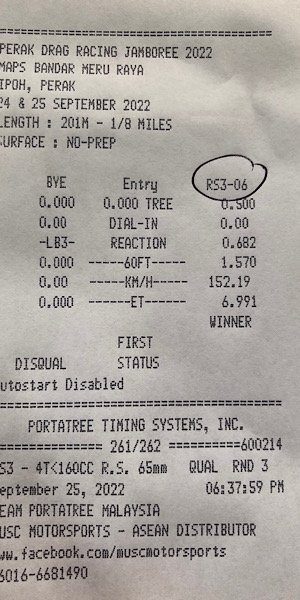 PERAK DRAG RACING JAMBOREE 2022
MAPS BANDAR MERU RAYA
IPOH, PERAK
24 & 25 SEPTEMBER 2022
LENGTH : 201M - 1/8 MILES
SURFACE : NO-PREP
BYE Entry RS3-06
0.000 0.000 TREE 0.500
0.00 DIAL-IN 0.00
-LB3- REACTION 0.682
0.000 ------60FT----- 1.570
0.00 ------KM/H------ 152.19
0.000 -------ET------ 6.991
WINNER
FIRST
DISQUAL STATUS
utostart Disabled
PORTATREE TIMING SYSTEMS, INC.
============ 261/262 ==========600214
S3 - 4T<160CC R.S. 65mm QUAL RND 3
eptember 25, 2022 06:37:59 PM
EAM PORTATREE MALAYSIA
USC MOTORSPORTS - ASEAN DISTRIBUTOR
ww.facebook.com/muscmotorsports
6016-6681490